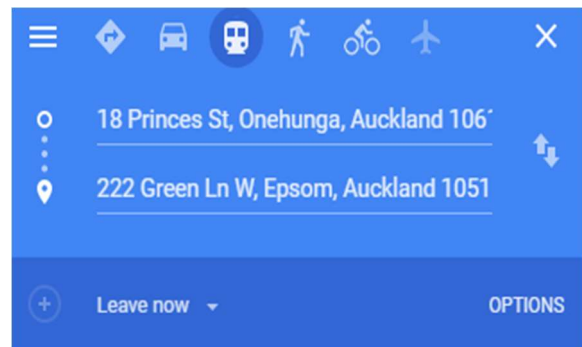 18 Princes St, Onehunga, Auckland 106
222 Green Ln W, Epsom, Auckland 1051
Leave now
OPTIONS